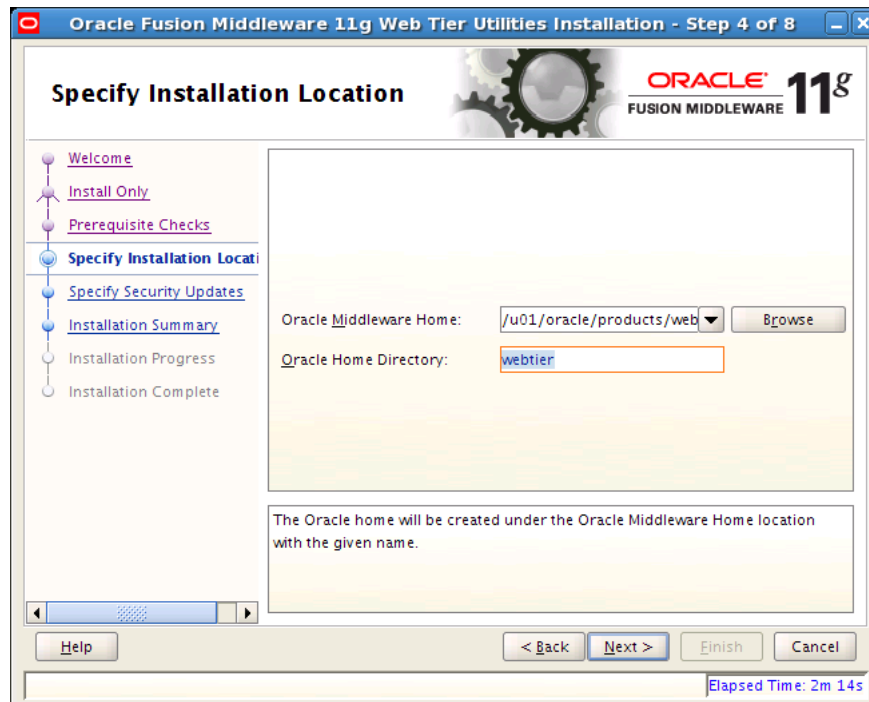 Oracle Fusion Middleware 11g Web Tier Utilities Installation - Step 4 of 8
Specify Installation Location
ORACLE
FUSION MIDDLEWARE
11g
Welcome
Install Only
Prerequisite Checks
Specify Installation Locati
Specify Security Updates
Installation Summary
Installation Progress
Installation Complete
Oracle Middleware Home:
/u01/oracle/products/web
Browse
Oracle Home Directory:
webtier
The Oracle home will be created under the Oracle Middleware Home location
with the given name.
Help
< Back
Next >
Finish
Cancel
Elapsed Time: 2m 14s